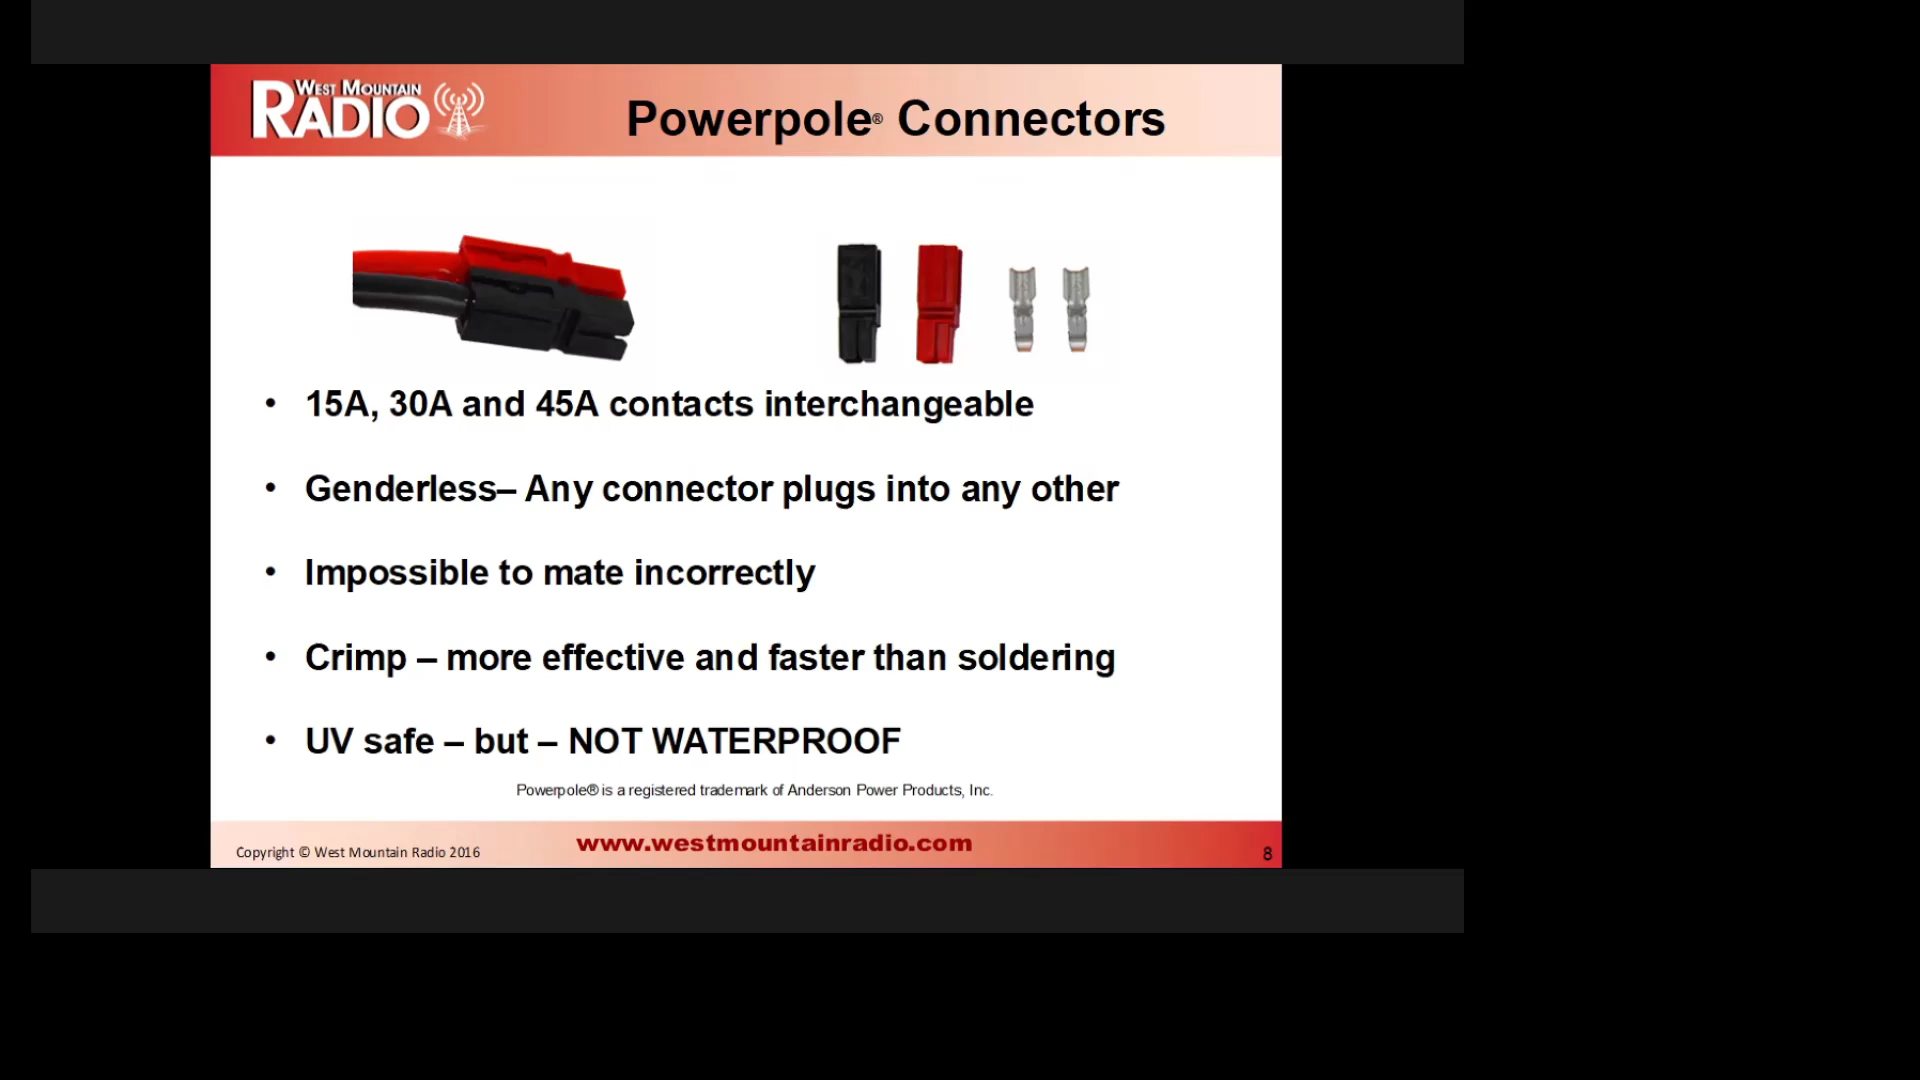 WEST MOUNTAIN
RADIO
Powerpole® Connectors
• 15A, 30A and 45A contacts interchangeable
• Genderless– Any connector plugs into any other
• Impossible to mate incorrectly
• Crimp – more effective and faster than soldering
• UV safe – but – NOT WATERPROOF
Powerpole® is a registered trademark of Anderson Power Products, Inc.
Copyright © West Mountain Radio 2016
www.westmountainradio.com
8